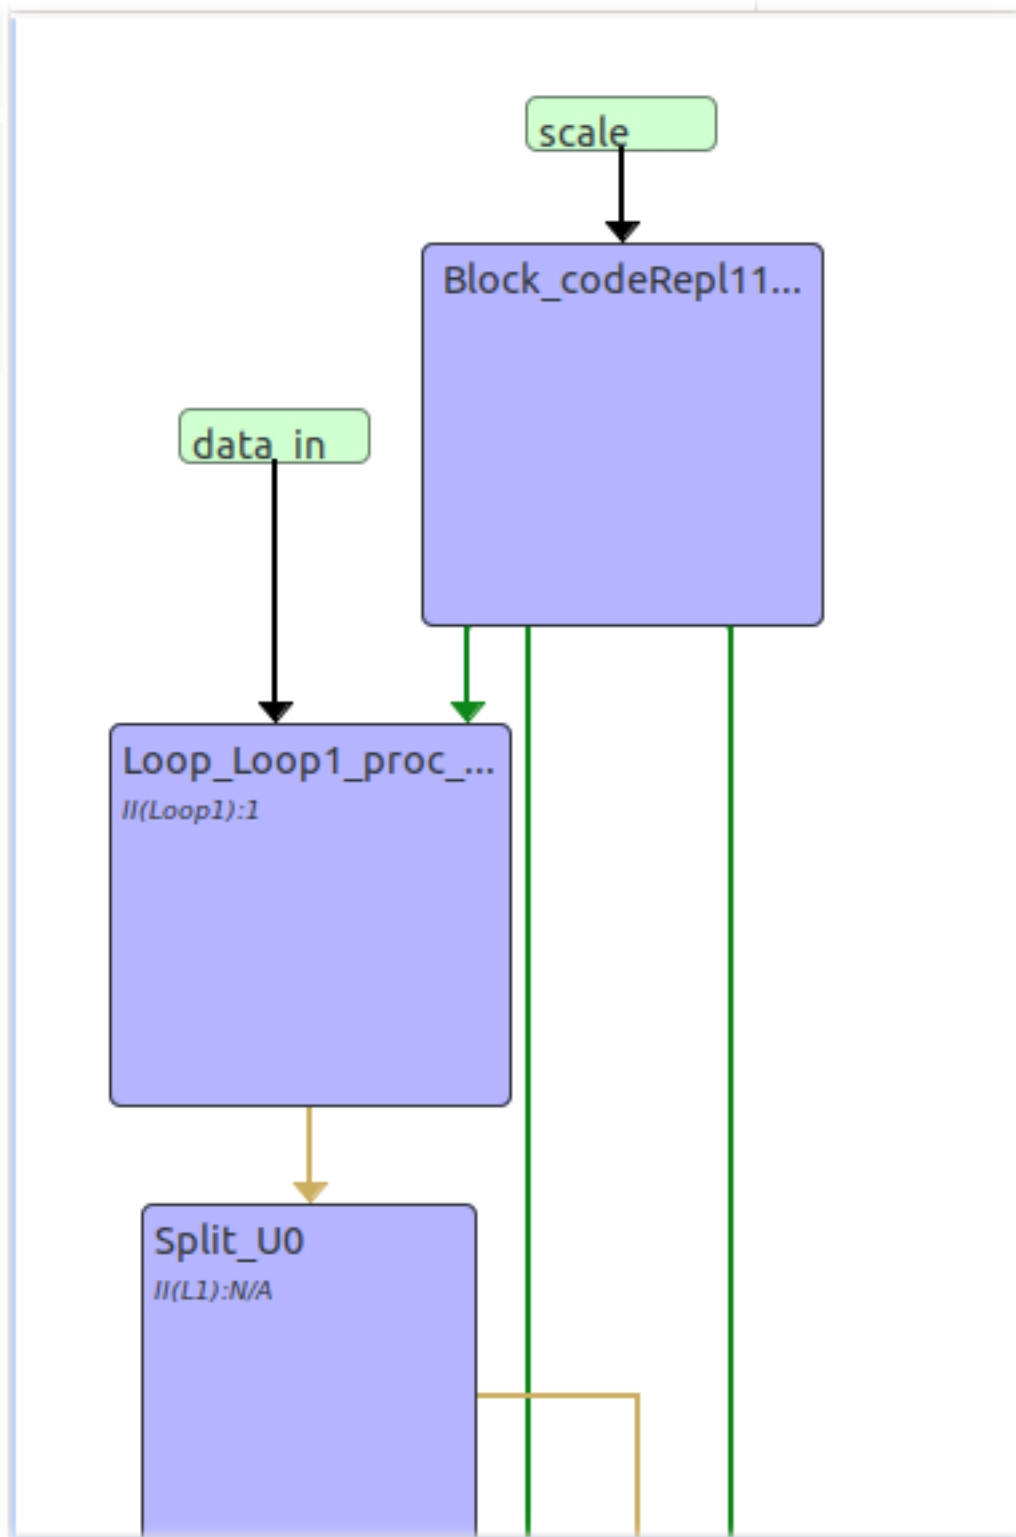 scale
Block_codeRepl11...
data_in
Loop_Loop1_proc_...
II(Loop1):1
Split_U0
II(L1):N/A